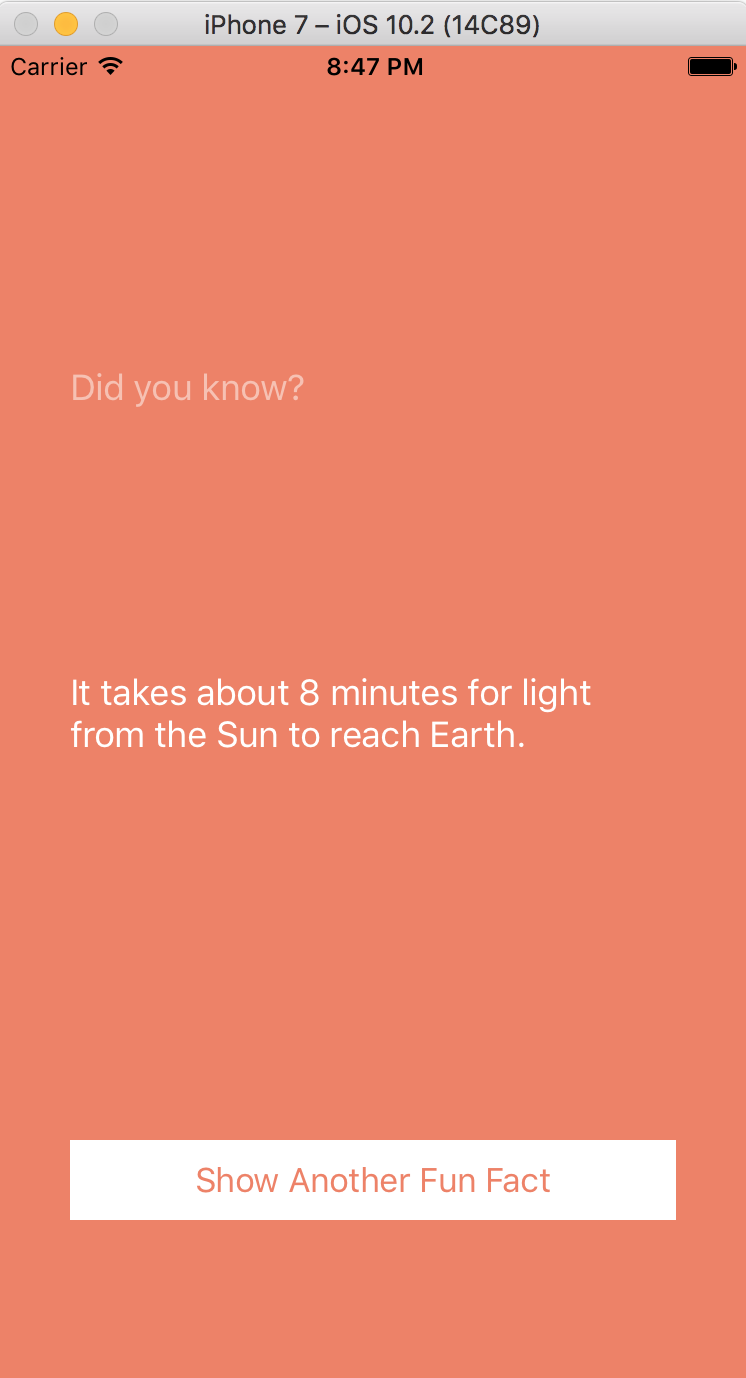 iPhone 7 – iOS 10.2 (14C89)
Carrier 8:47 PM
Did you know?
It takes about 8 minutes for light
from the Sun to reach Earth.
Show Another Fun Fact